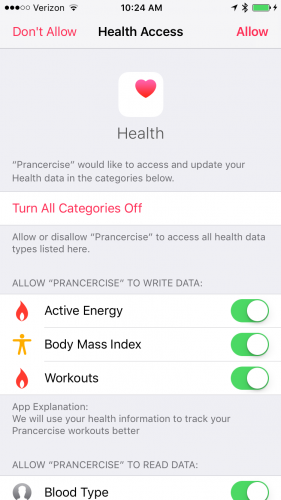 Verizon 10:24 AM
Don't Allow Health Access Allow
Health
“Prancercise” would like to access and update your
Health data in the categories below.
Turn All Categories Off
Allow or disallow “Prancercise” to access all health data
types listed here.
ALLOW “PRANCERCISE” TO WRITE DATA:
Active Energy
Body Mass Index
Workouts
App Explanation:
We will use your health information to track your
Prancercise workouts better
ALLOW “PRANCERCISE” TO READ DATA:
Blood Type